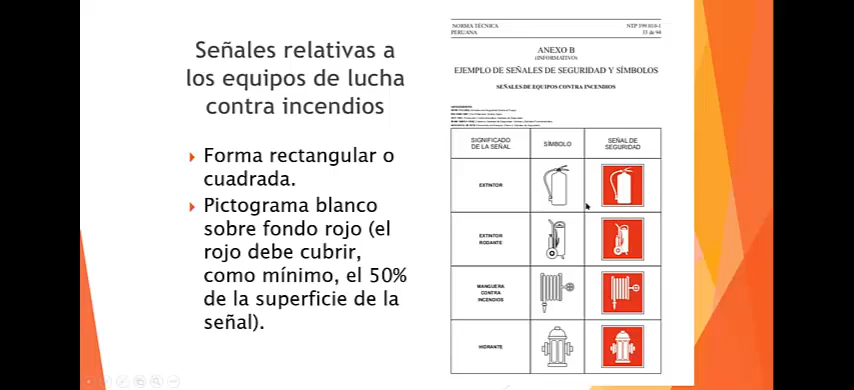 Señales relativas a
los equipos de lucha
contra incendios
Forma rectangular o
cuadrada.
Pictograma blanco
sobre fondo rojo (el
rojo debe cubrir,
como mínimo, el 50%
de la superficie de la
señal).
NORMA TÉCNICA
PERUANA
NTP 399.010-1
33 de 94
ANEXO B
(INFORMATIVO)
EJEMPLO DE SEÑALES DE SEGURIDAD Y SÍMBOLOS
SEÑALES DE EQUIPOS CONTRA INCENDIOS
SIGNIFICADO
DE LA SEÑAL
SÍMBOLO
SEÑAL DE
SEGURIDAD
EXTINTOR
EXTINTOR
RODANTE
MANGUERA
CONTRA
INCENDIOS
HIDRANTE